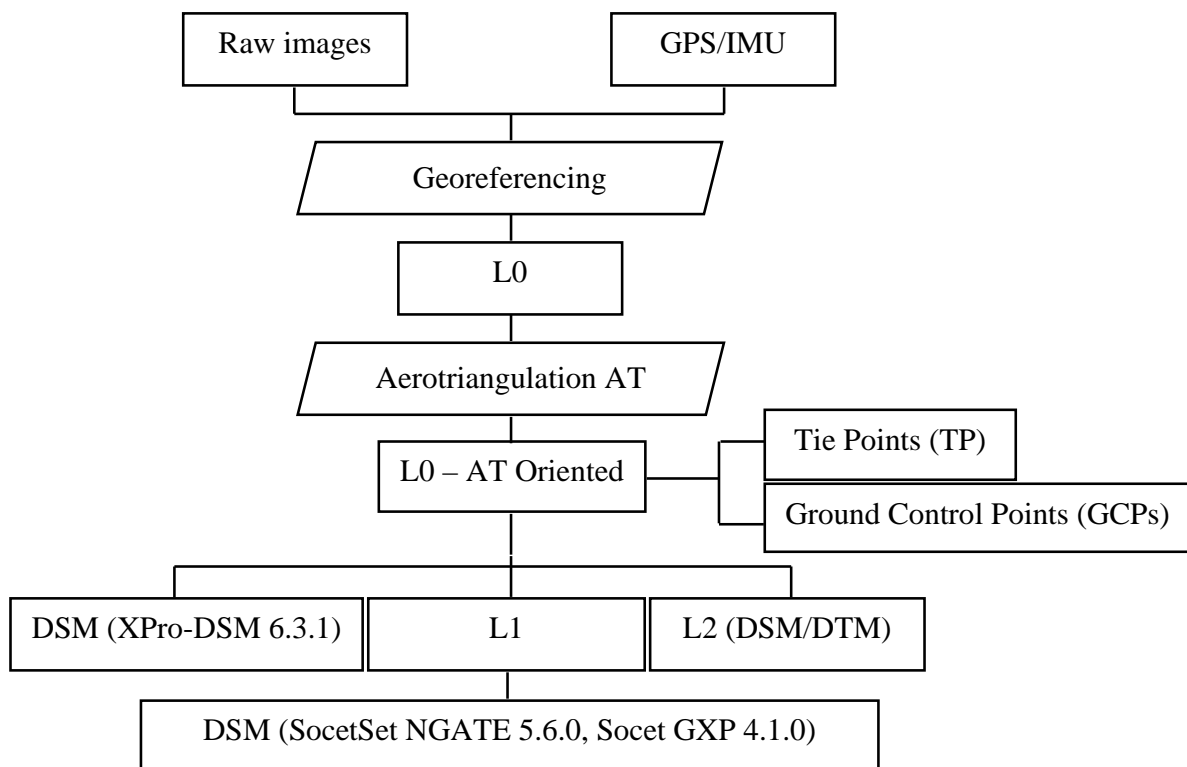 Raw images
GPS/IMU
Georeferencing
L0
Aerotriangulation AT
L0 – AT Oriented
Tie Points (TP)
Ground Control Points (GCPs)
DSM (XPro-DSM 6.3.1)
L1
L2 (DSM/DTM)
DSM (SocetSet NGATE 5.6.0, Socet GXP 4.1.0)